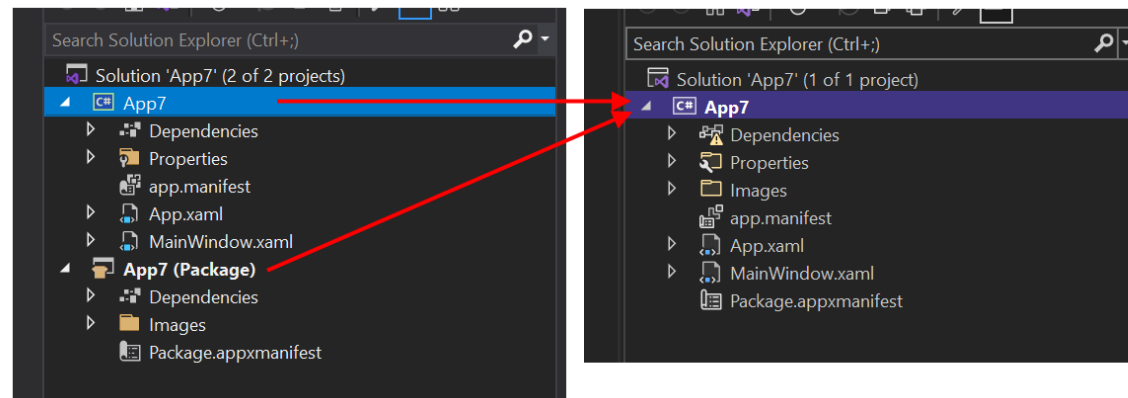 Search Solution Explorer (Ctrl+;)
Solution 'App7' (2 of 2 projects)
C# App7
Dependencies
Properties
app.manifest
App.xaml
MainWindow.xaml
App7 (Package)
Dependencies
Images
Package.appxmanifest
Search Solution Explorer (Ctrl+;)
Solution 'App7' (1 of 1 project)
C# App7
Dependencies
Properties
Images
app.manifest
App.xaml
MainWindow.xaml
Package.appxmanifest